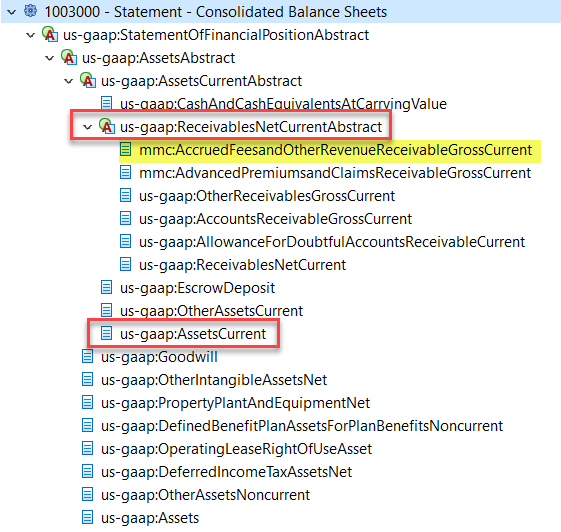 1003000 - Statement - Consolidated Balance Sheets
us-gaap:StatementOfFinancialPositionAbstract
us-gaap:AssetsAbstract
us-gaap:AssetsCurrentAbstract
us-gaap:CashAndCashEquivalentsAtCarryingValue
us-gaap:ReceivablesNetCurrentAbstract
mmc:AccruedFeesandOtherRevenueReceivableGrossCurrent
mmc:AdvancedPremiumsandClaimsReceivableGrossCurrent
us-gaap:OtherReceivablesGrossCurrent
us-gaap:AccountsReceivableGrossCurrent
us-gaap:AllowanceForDoubtfulAccountsReceivableCurrent
us-gaap:ReceivablesNetCurrent
us-gaap:EscrowDeposit
us-gaap:OtherAssetsCurrent
us-gaap:AssetsCurrent
us-gaap:Goodwill
us-gaap:OtherIntangibleAssetsNet
us-gaap:PropertyPlantAndEquipmentNet
us-gaap:DefinedBenefitPlanAssetsForPlanBenefitsNoncurrent
us-gaap:OperatingLeaseRightOfUseAsset
us-gaap:DeferredIncomeTaxAssetsNet
us-gaap:OtherAssetsNoncurrent
us-gaap:Assets